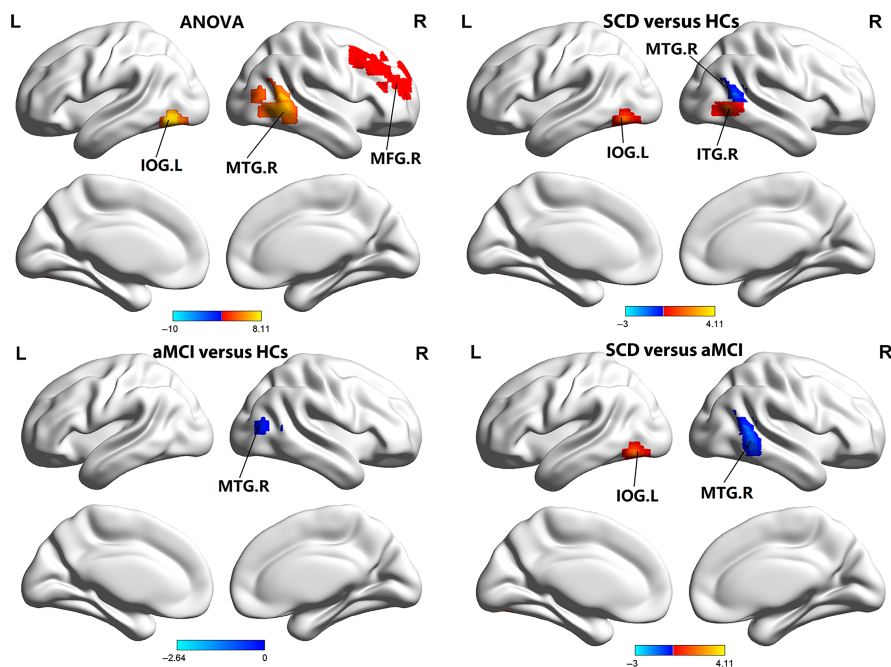 L ANOVA R
IOG.L
MTG.R
MFG.R
−10 8.11
L SCD versus HCs R
MTG.R
IOG.L
ITG.R
−3 4.11
L aMCI versus HCs R
MTG.R
−2.64 0
L SCD versus aMCI R
IOG.L
MTG.R
−3 4.11